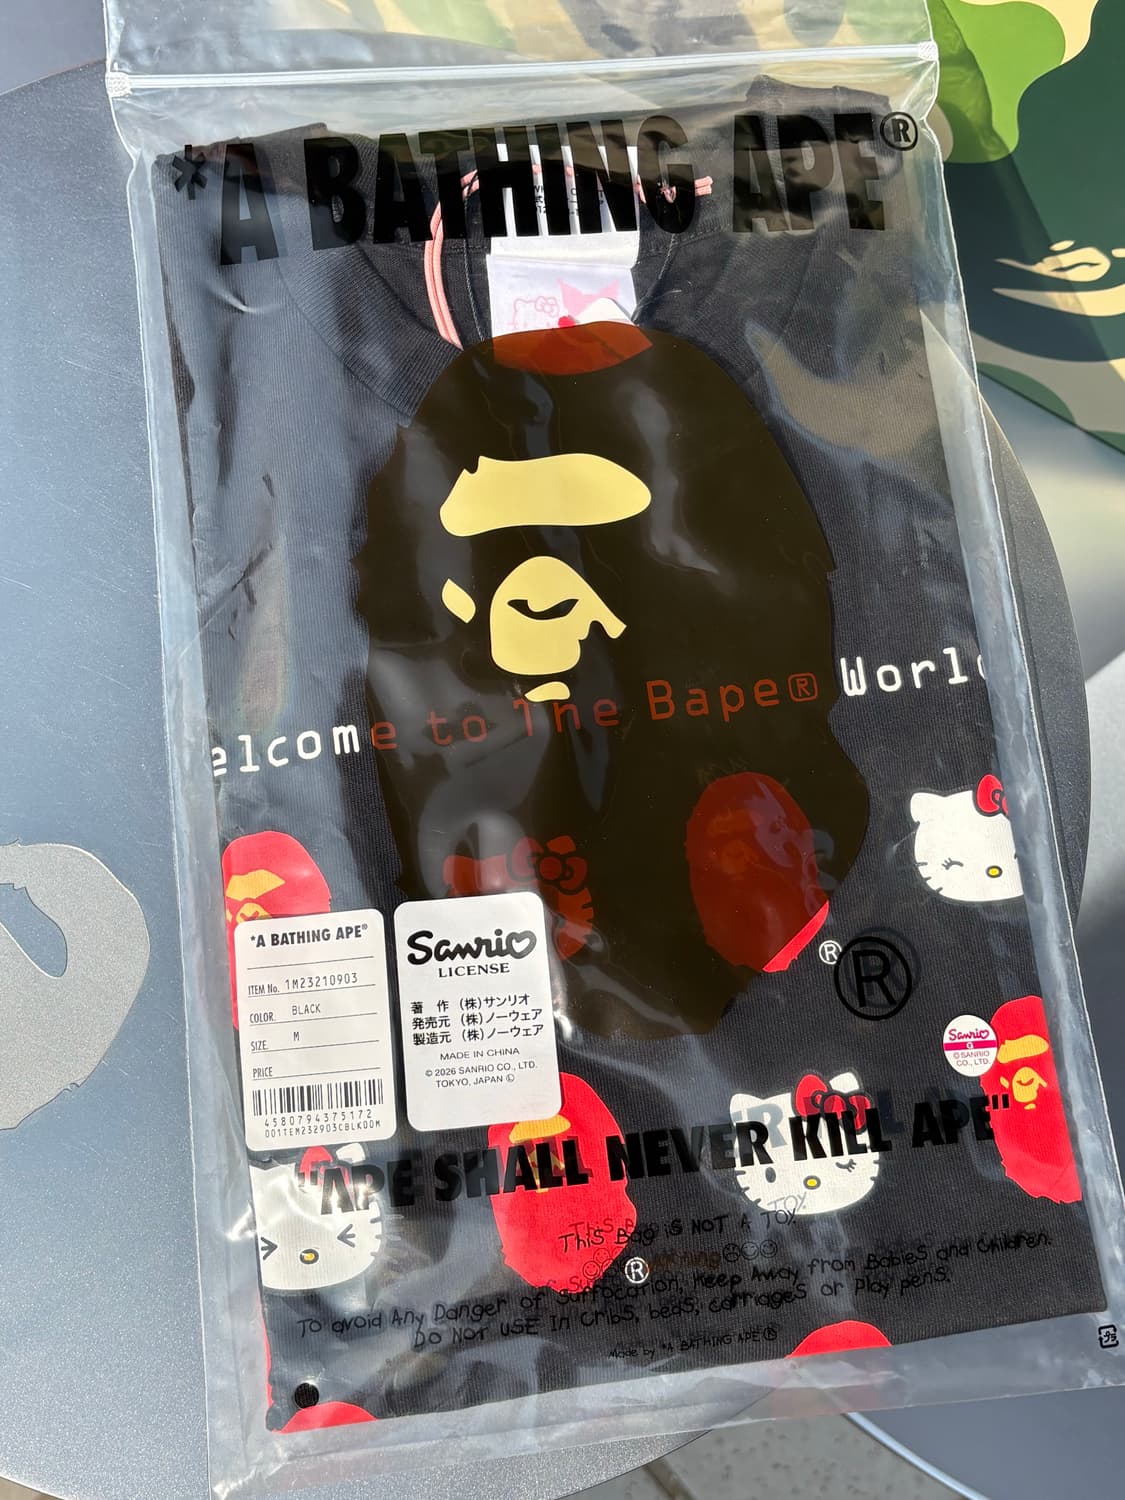 *A BATHING APE®
elcome to The Bape® Worl
*A BATHING APE®
ITEM No. 1M23210903
COLOR. BLACK
SIZE. M
PRICE
4580794375172
001TEM232903CBLK00M
Sanrio
LICENSE
著 作 (株)サンリオ
発売元 (株)ノーウェア
製造元 (株)ノーウェア
MADE IN CHINA
© 2026 SANRIO CO., LTD.
TOKYO, JAPAN Ⓛ
®
®
Sanrio
G
© SANRIO
CO., LTD.
"APE SHALL NEVER KILL APE"
This Bag is NOT A TOY.
®
To avoid Any Danger of Suffocation, Keep Away from Babies and Children.
DO NOT USE In Cribs, beds, carriages or Play pens.
Made by *A BATHING APE®